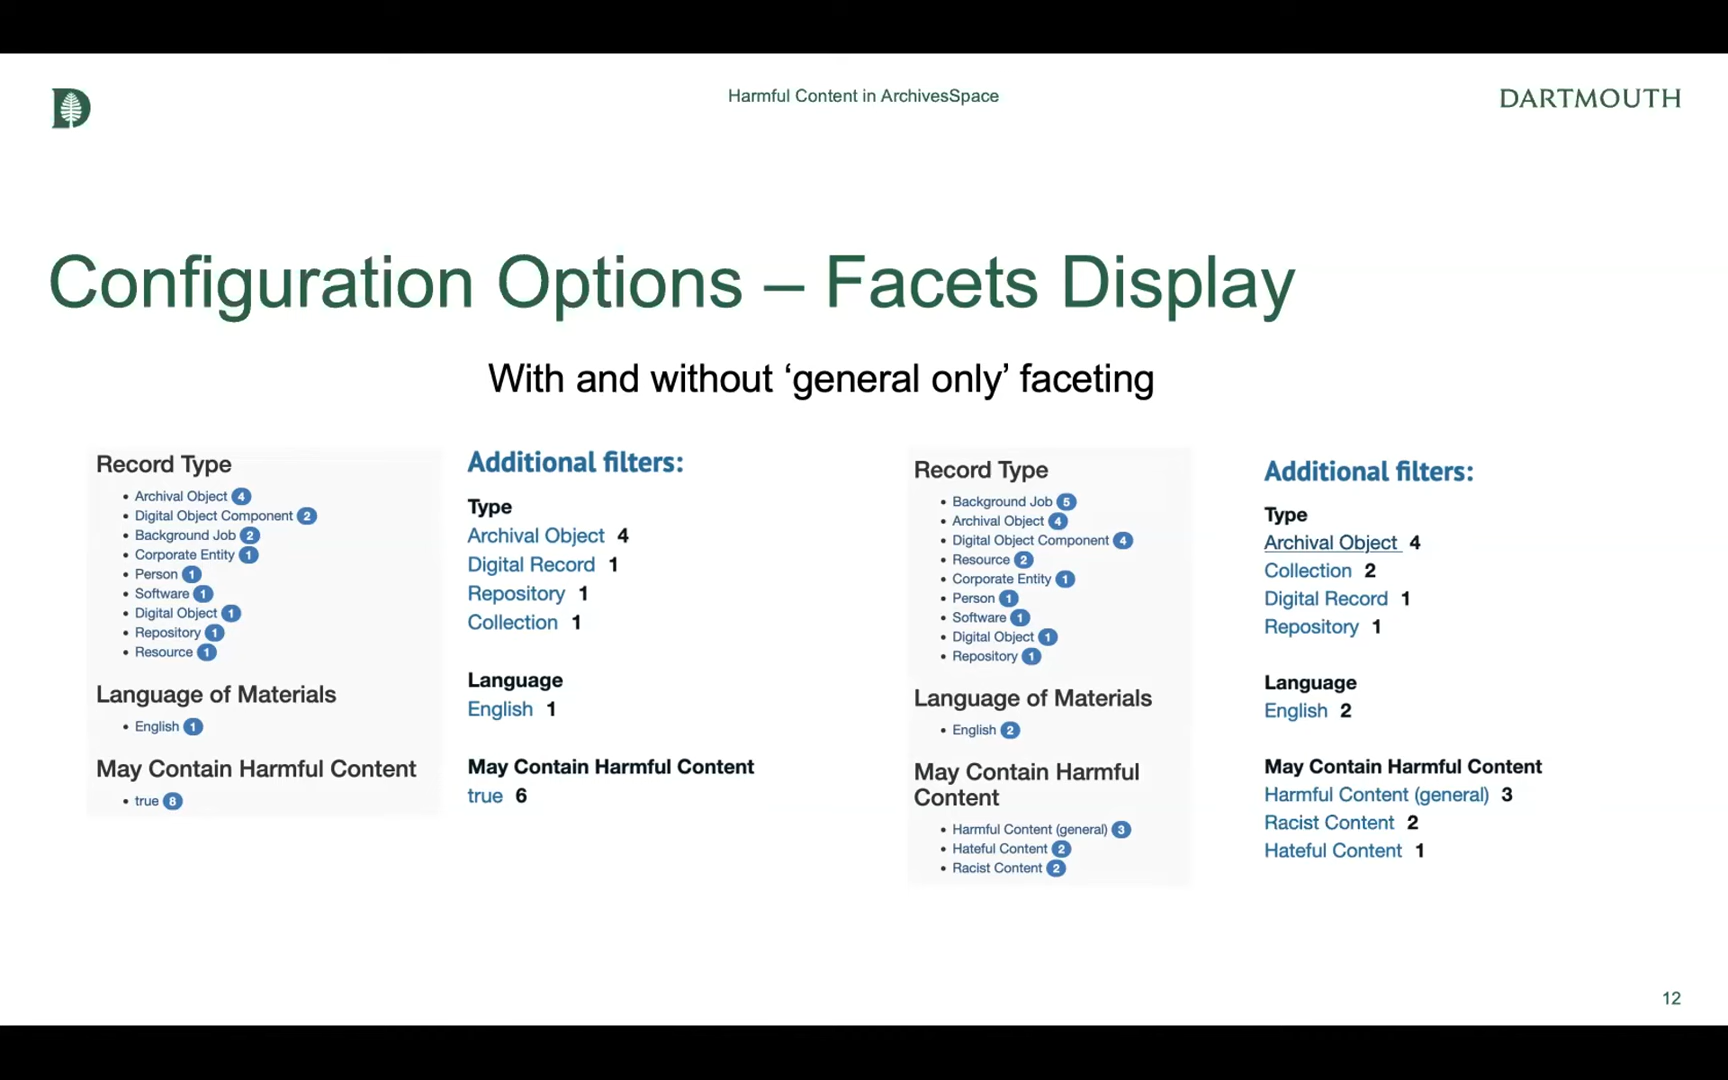 Harmful Content in ArchivesSpace
DARTMOUTH
Configuration Options – Facets Display
With and without ‘general only’ faceting
Record Type
• Archival Object 4
• Digital Object Component 2
• Background Job 2
• Corporate Entity 1
• Person 1
• Software 1
• Digital Object 1
• Repository 1
• Resource 1
Language of Materials
• English 1
May Contain Harmful Content
• true 8
Additional filters:
Type
Archival Object 4
Digital Record 1
Repository 1
Collection 1
Language
English 1
May Contain Harmful Content
true 6
Record Type
• Background Job 5
• Archival Object 4
• Digital Object Component 4
• Resource 2
• Corporate Entity 1
• Person 1
• Software 1
• Digital Object 1
• Repository 1
Language of Materials
• English 2
May Contain Harmful
Content
• Harmful Content (general) 3
• Hateful Content 2
• Racist Content 2
Additional filters:
Type
Archival Object 4
Collection 2
Digital Record 1
Repository 1
Language
English 2
May Contain Harmful Content
Harmful Content (general) 3
Racist Content 2
Hateful Content 1
12